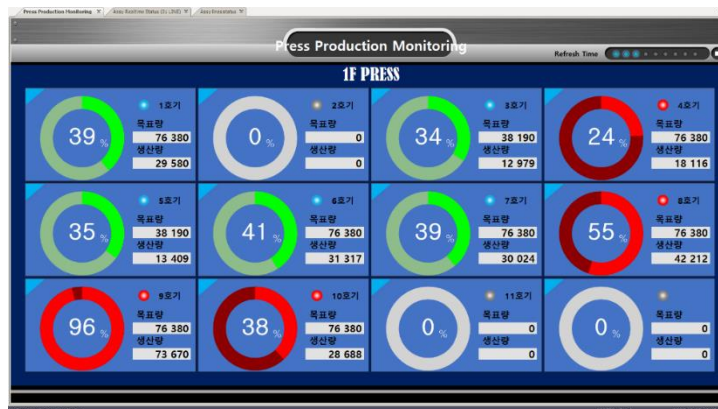 Press Production Monitoring
Press Production Monitoring
Refresh Time
1F PRESS
39 %
1호기
목표량
76 380
생산량
29 580
0 %
2호기
목표량
0
생산량
0
34 %
3호기
목표량
38 190
생산량
12 979
24 %
4호기
목표량
76 380
생산량
18 116
35 %
5호기
목표량
38 190
생산량
13 409
41 %
6호기
목표량
76 380
생산량
31 317
39 %
7호기
목표량
76 380
생산량
30 024
55 %
8호기
목표량
76 380
생산량
42 212
96 %
9호기
목표량
76 380
생산량
73 670
38 %
10호기
목표량
76 380
생산량
28 688
0 %
11호기
목표량
0
생산량
0
0 %
목표량
0
생산량
0